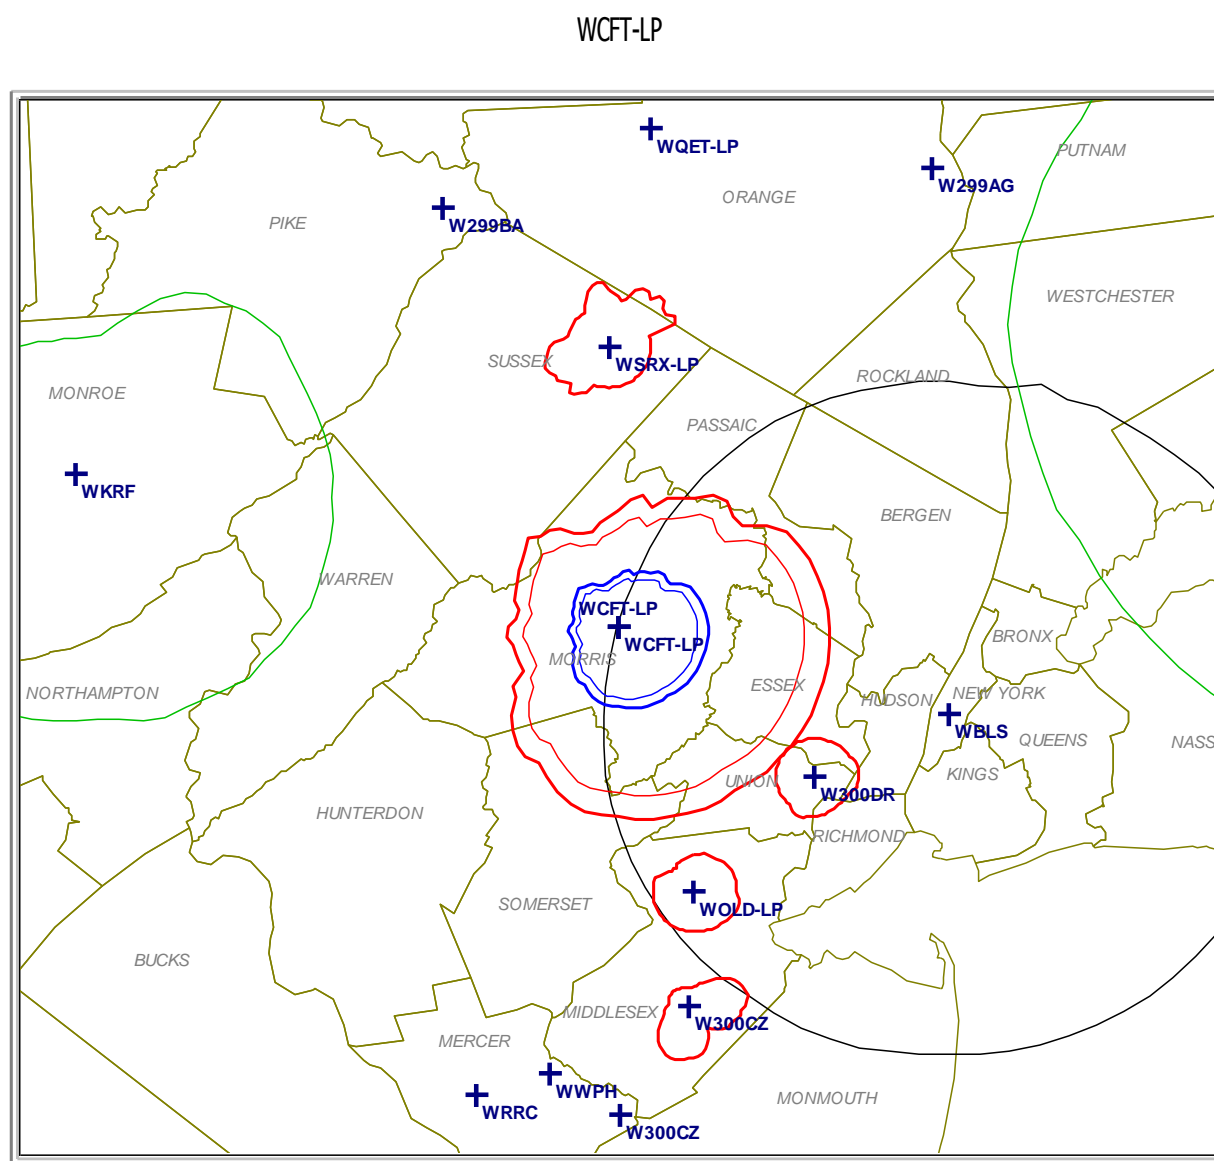 WCFT-LP
WQET-LP
PUTNAM
W299AG
ORANGE
PIKE
W299BA
WESTCHESTER
SUSSEX
WSRX-LP
ROCKLAND
MONROE
PASSAIC
WKRF
BERGEN
WARREN
WCFT-LP
BRONX
WCFT-LP
MORRIS
ESSEX
NORTHAMPTON
HUDSON
NEW YORK
WBLS
QUEENS
NASS
UNION
KINGS
W300DR
HUNTERDON
RICHMOND
SOMERSET
WOLD-LP
BUCKS
MIDDLESEX
W300CZ
MERCER
WWPH
MONMOUTH
WRRC
W300CZ